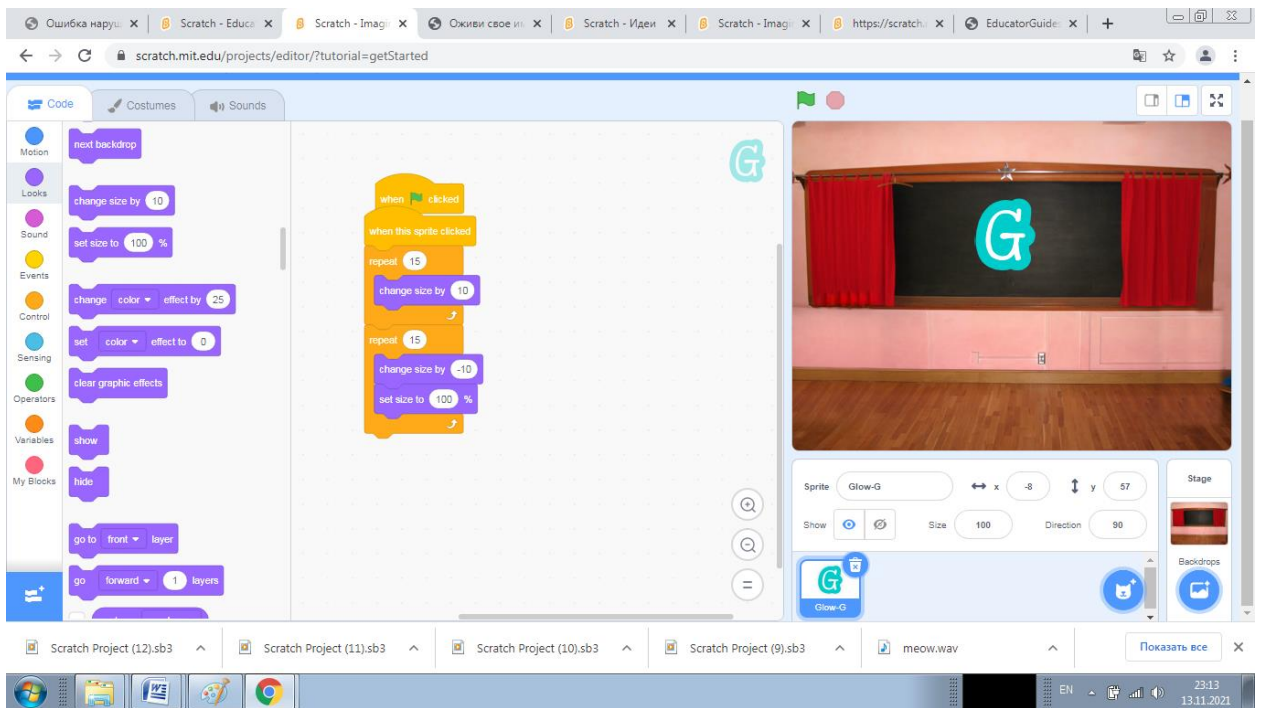 Ошибка наруш
Scratch - Educa
Scratch - Imagi
Оживи свое и
Scratch - Идеи
Scratch - Imagi
https://scratch.
EducatorGuide
scratch.mit.edu/projects/editor/?tutorial=getStarted
Code
Costumes
Sounds
Motion
Looks
Sound
Events
Control
Sensing
Operators
Variables
My Blocks
next backdrop
change size by 10
set size to 100 %
change color effect by 25
set color effect to 0
clear graphic effects
show
hide
go to front layer
go forward 1 layers
when clicked
when this sprite clicked
repeat 15
change size by 10
repeat 15
change size by -10
set size to 100 %
G
G
Sprite Glow-G x -8 y 57
Show Size 100 Direction 90
G
Glow-G
Stage
Backdrops
Scratch Project (12).sb3
Scratch Project (11).sb3
Scratch Project (10).sb3
Scratch Project (9).sb3
meow.wav
Показать все
EN
23:13
13.11.2021